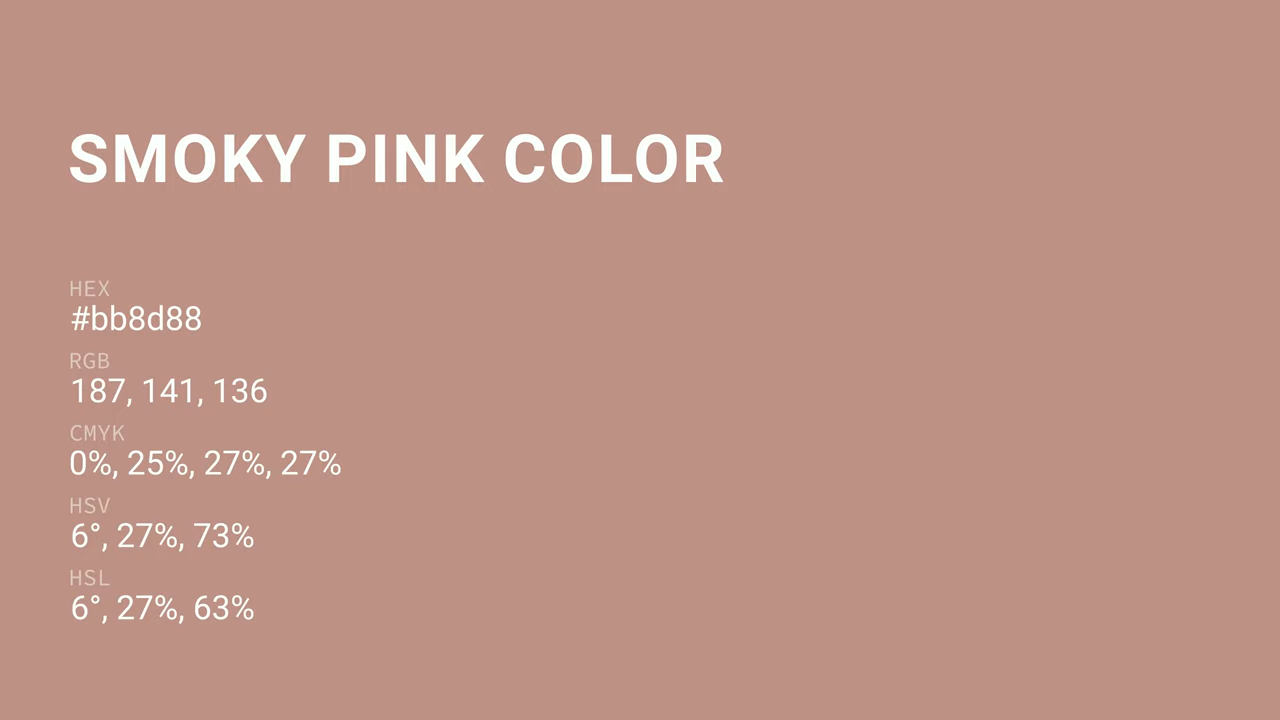 SMOKY PINK COLOR
HEX
#bb8d88
RGB
187, 141, 136
CMYK
0%, 25%, 27%, 27%
HSV
6°, 27%, 73%
HSL
6°, 27%, 63%